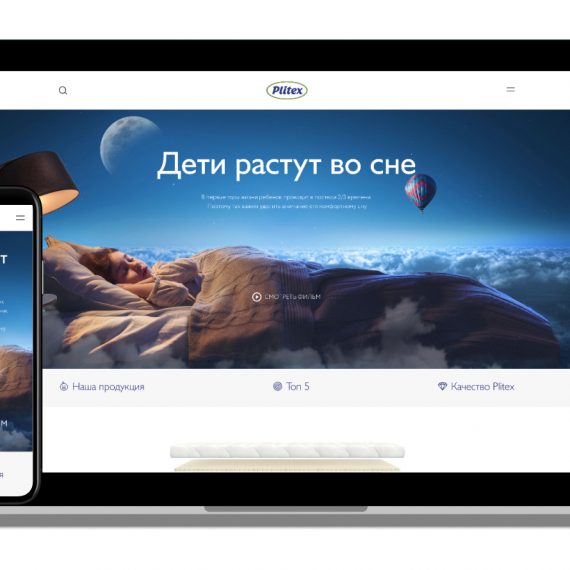 Plitex
Дети растут во сне
В первые годы жизни ребенок проводит в постели 2/3 времени.
Поэтому так важно уделить внимание его комфортному сну
СМОТРЕТЬ ФИЛЬМ
Наша продукция
Топ 5
Качество Plitex
т
м
я